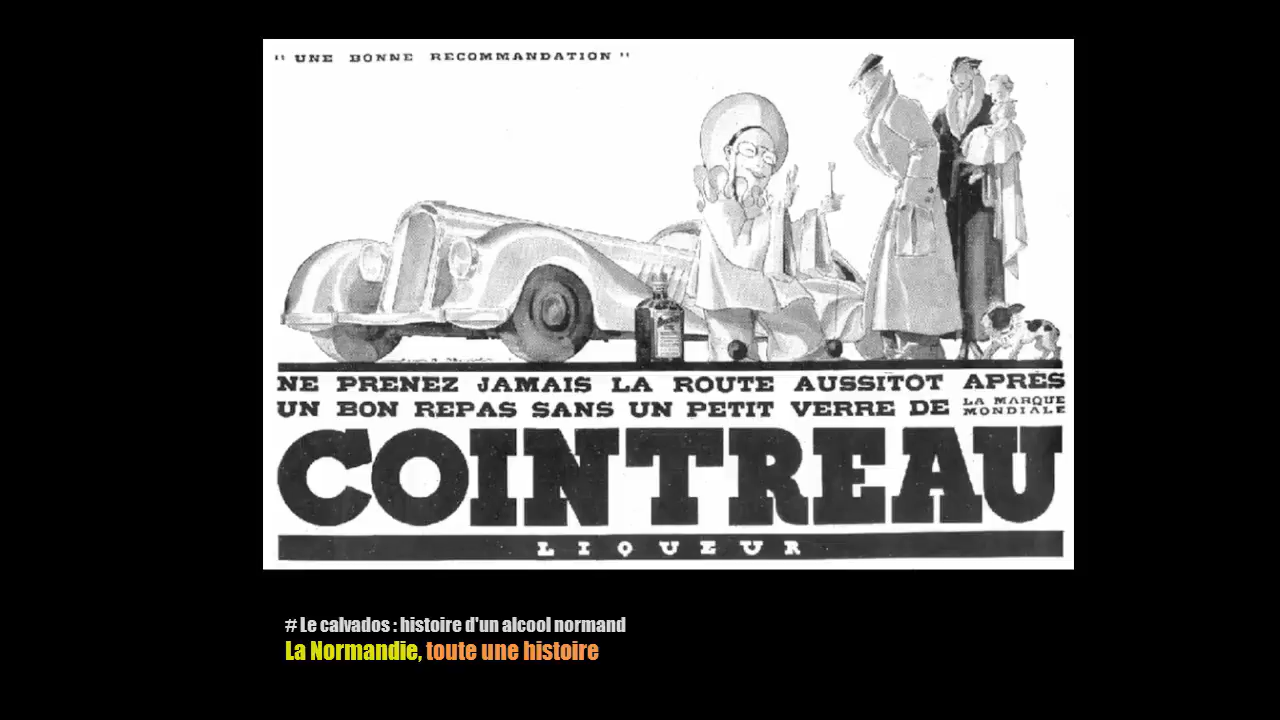 " UNE BONNE RECOMMANDATION "
NE PRENEZ JAMAIS LA ROUTE AUSSITOT APRÈS
UN BON REPAS SANS UN PETIT VERRE DE LA MARQUE MONDIALE
COINTREAU
LIQUEUR
# Le calvados : histoire d'un alcool normand
La Normandie, toute une histoire